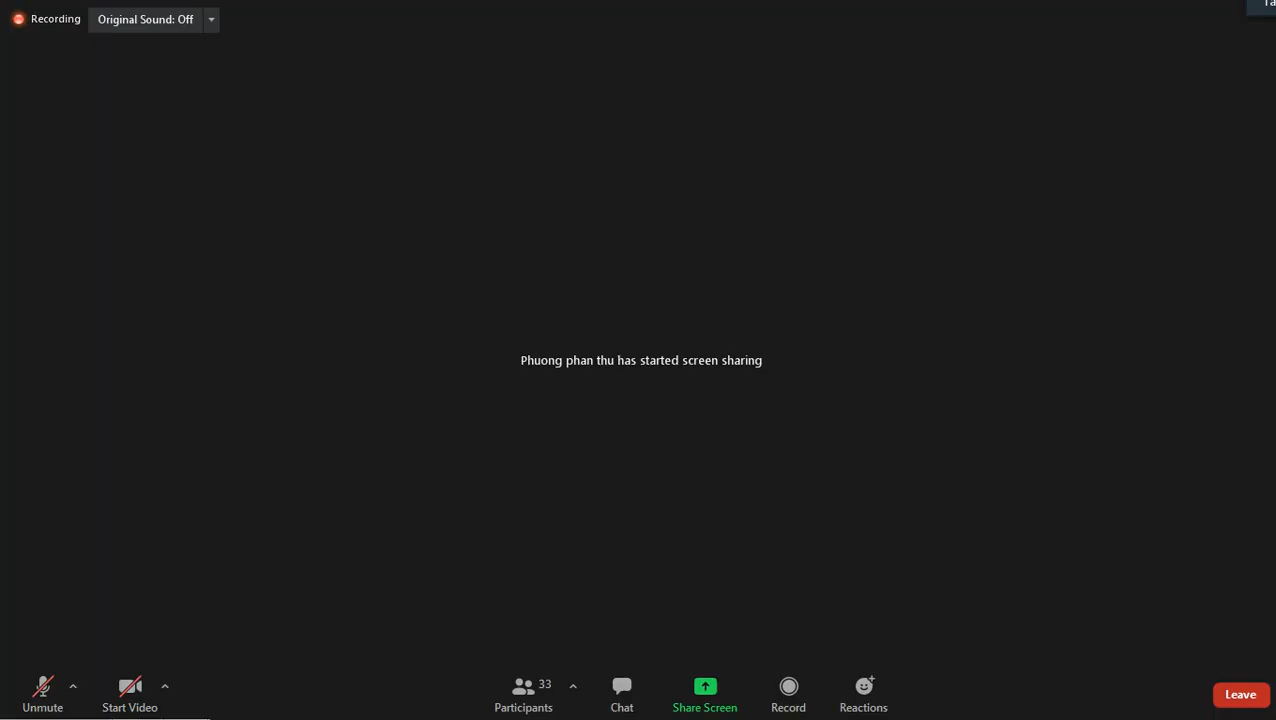 Recording
Original Sound: Off
Phuong phan thu has started screen sharing
Unmute
Start Video
33
Participants
Chat
Share Screen
Record
Reactions
Leave